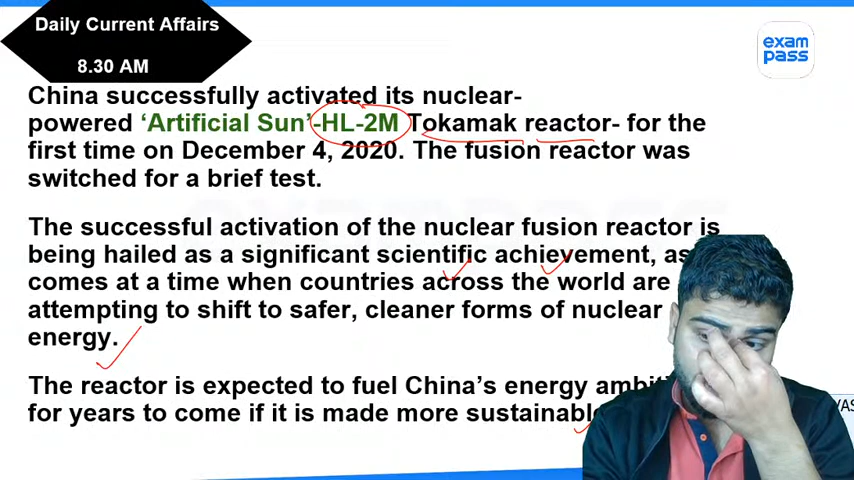 Daily Current Affairs
8.30 AM
exam
pass
China successfully activated its nuclear-
powered ‘Artificial Sun’-HL-2M Tokamak reactor- for the
first time on December 4, 2020. The fusion reactor was
switched for a brief test.
The successful activation of the nuclear fusion reactor is
being hailed as a significant scientific achievement, as
comes at a time when countries across the world are
attempting to shift to safer, cleaner forms of nuclear
energy.
The reactor is expected to fuel China’s energy
for years to come if it is made more